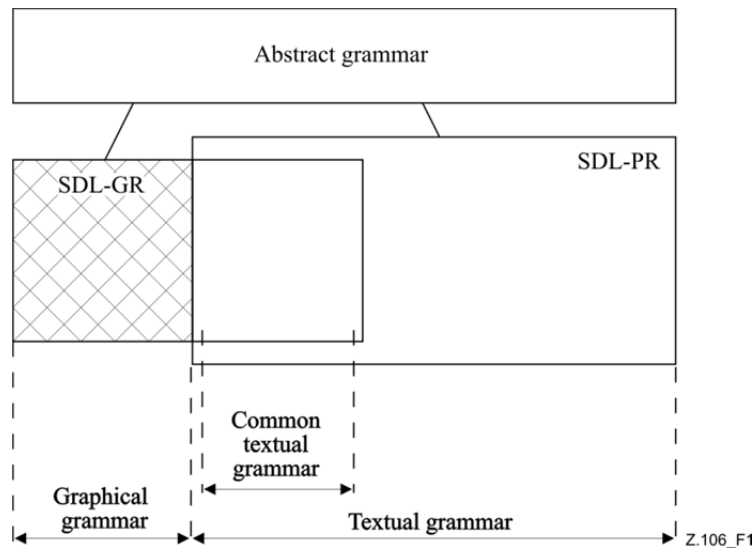 Abstract grammar
SDL-GR
SDL-PR
Common
textual
grammar
Graphical
grammar
Textual grammar
Z.106_F1